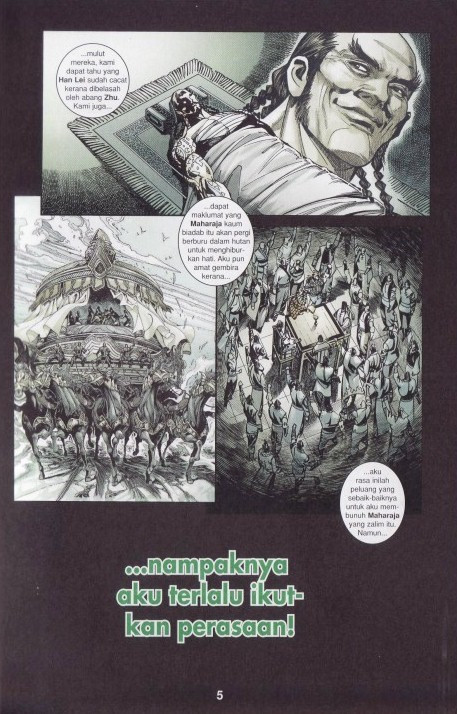 ...mulut
mereka, kami
dapat tahu yang
Han Lei sudah cacat
kerana dibelasah
oleh abang Zhu.
Kami juga...
...dapat
maklumat yang
Maharaja kaum
biadab itu akan pergi
berburu dalam hutan
untuk menghibur-
kan hati. Aku pun
amat gembira
kerana...
...aku
rasa inilah
peluang yang
sebaik-baiknya
untuk aku mem-
bunuh Maharaja
yang zalim itu.
Namun...
...nampaknya
aku terlalu ikut-
kan perasaan!
5